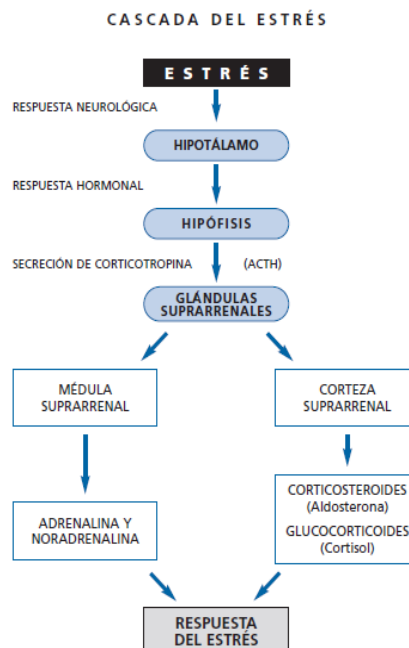 CASCADA DEL ESTRÉS
ESTRÉS
RESPUESTA NEUROLÓGICA
HIPOTÁLAMO
RESPUESTA HORMONAL
HIPÓFISIS
SECRECIÓN DE CORTICOTROPINA (ACTH)
GLÁNDULAS
SUPRARRENALES
MÉDULA
SUPRARRENAL
CORTEZA
SUPRARRENAL
ADRENALINA Y
NORADRENALINA
CORTICOSTEROIDES
(Aldosterona)
GLUCOCORTICOIDES
(Cortisol)
RESPUESTA
DEL ESTRÉS